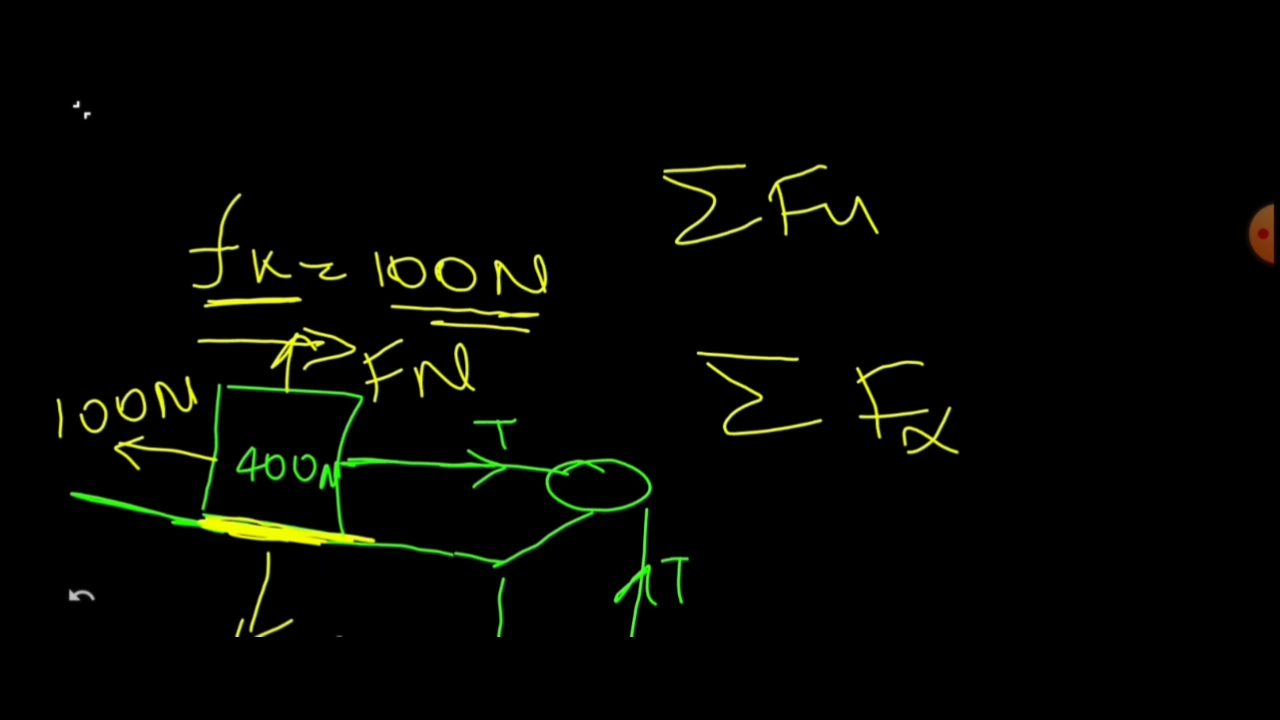 ΣFy
fk = 100N
ΣFx
FN
100N
T
400N
T